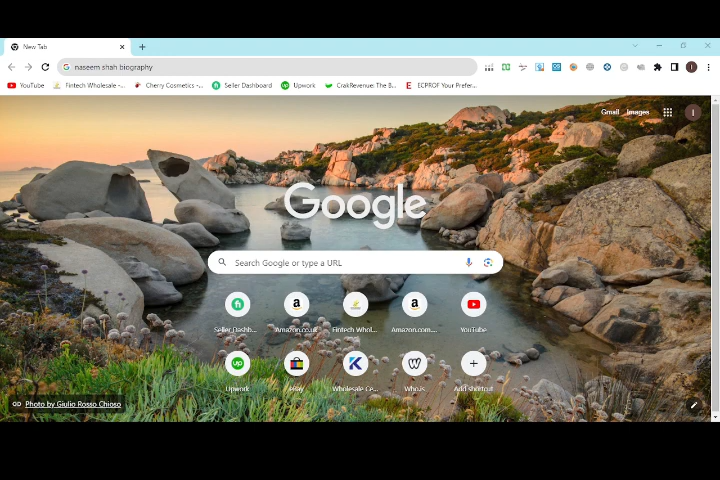 New Tab
naseem shah biography
YouTube
Fintech Wholesale -...
Cherry Cosmetics -...
Seller Dashboard
Upwork
CrakRevenue: The B...
ECPROF Your Prefer...
Gmail
Images
Google
Search Google or type a URL
Seller Dashb...
Amazon.co.uk
Fintech Whol...
Amazon.com....
YouTube
Upwork
eBay
Wholesale Ce...
Who.is
Add shortcut
Photo by Giulio Rosso Chioso